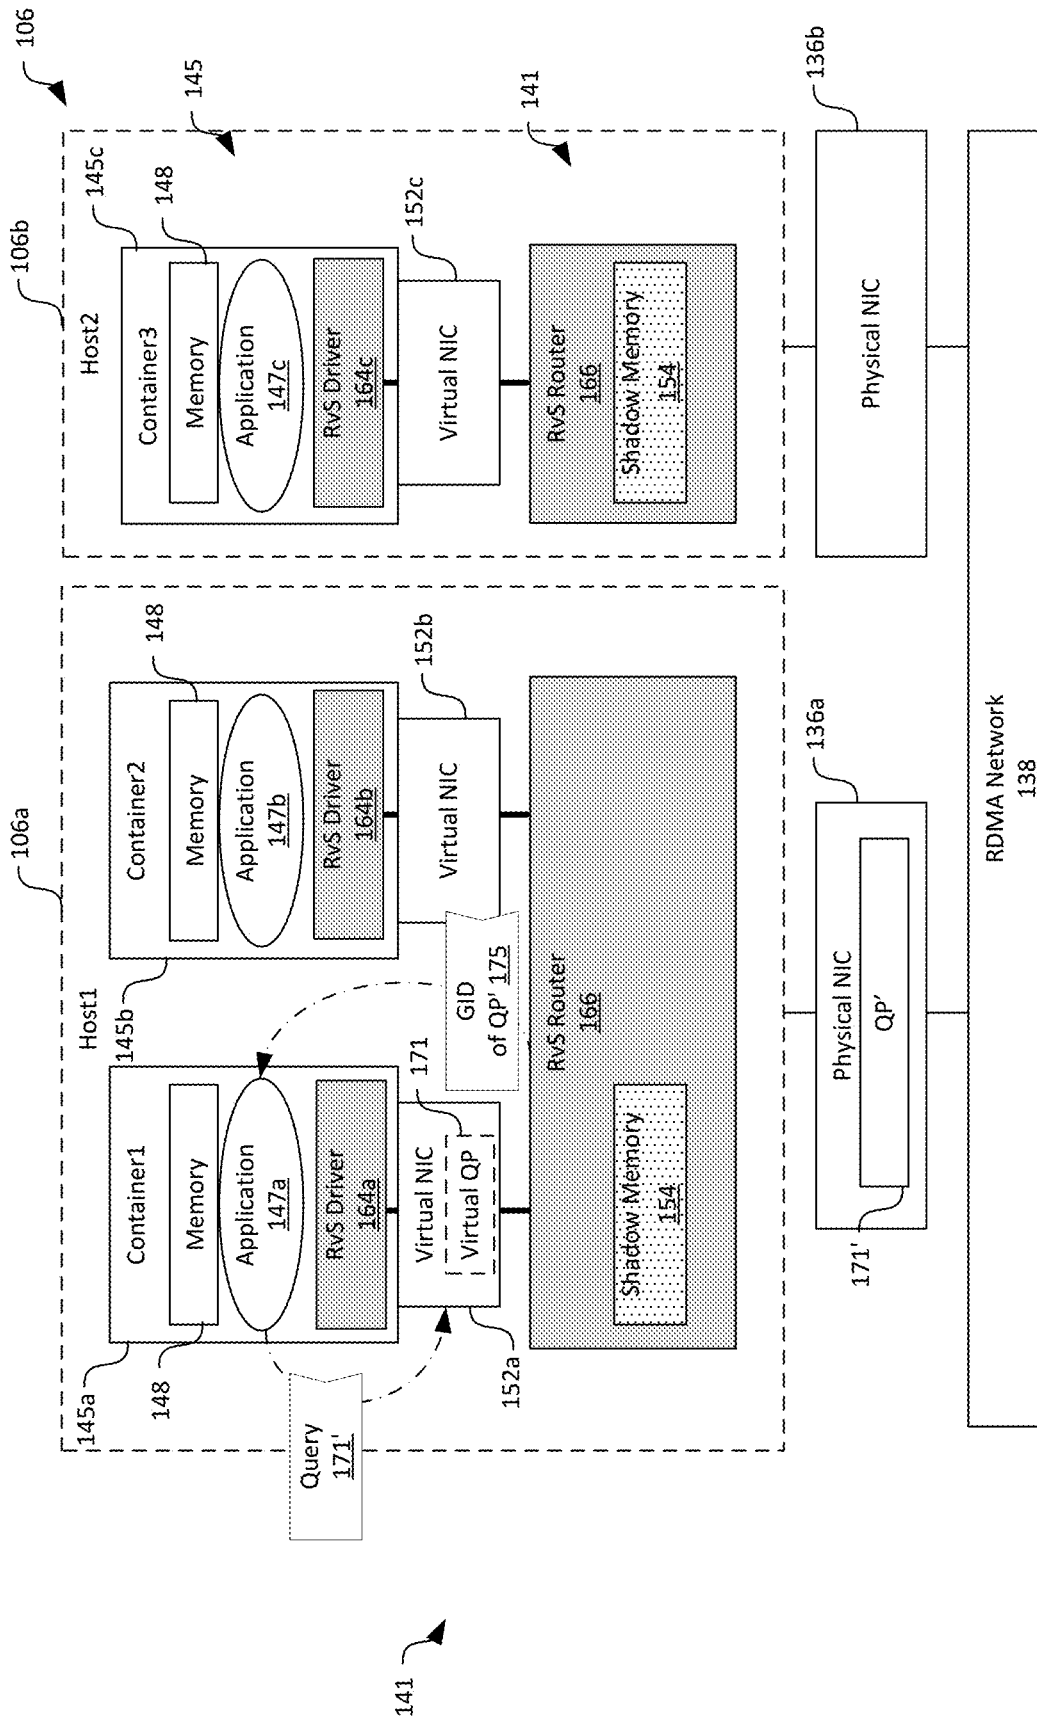 106
106a
106b
Host1
Host2
145
141
145a
Container1
148
Memory
Application
147a
RvS Driver
164a
Virtual NIC
Virtual QP
171
152a
Query
171'
145b
Container2
148
Memory
Application
147b
RvS Driver
164b
Virtual NIC
152b
GID
of QP' 175
RvS Router
166
Shadow Memory
154
145c
Container3
148
Memory
Application
147c
RvS Driver
164c
Virtual NIC
152c
RvS Router
166
Shadow Memory
154
136a
Physical NIC
QP'
171'
136b
Physical NIC
RDMA Network
138
141